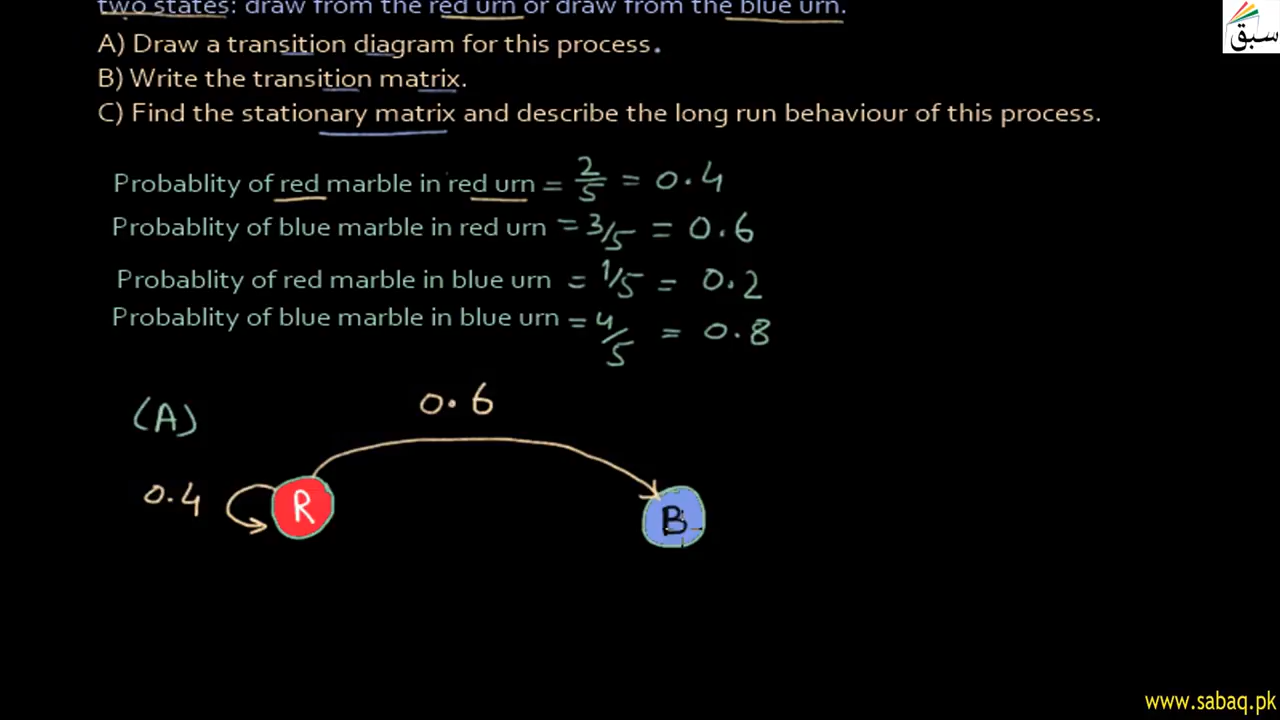 two states: draw from the red urn or draw from the blue urn.
سبق
A) Draw a transition diagram for this process.
B) Write the transition matrix.
C) Find the stationary matrix and describe the long run behaviour of this process.
Probablity of red marble in red urn = 2/5 = 0.4
Probablity of blue marble in red urn = 3/5 = 0.6
Probablity of red marble in blue urn = 1/5 = 0.2
Probablity of blue marble in blue urn = 4/5 = 0.8
(A)
0.6
0.4
R
B
www.sabaq.pk